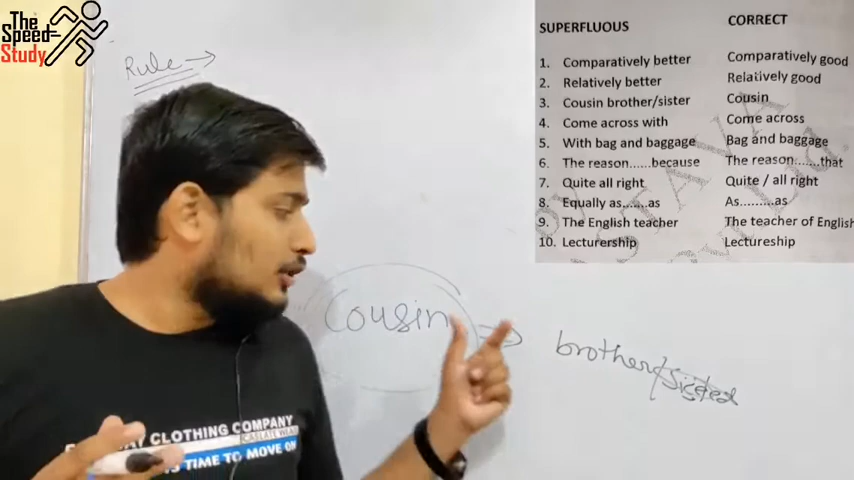 The
Speed-
Study
Rule →
SUPERFLUOUS CORRECT
1. Comparatively better Comparatively good
2. Relatively better Relatively good
3. Cousin brother/sister Cousin
4. Come across with Come across
5. With bag and baggage Bag and baggage
6. The reason......because The reason.......that
7. Quite all right Quite / all right
8. Equally as.......as As..........as
9. The English teacher The teacher of English
10. Lecturership Lectureship
Cousin → brother/Sister
CLOTHING COMPANY
CASLATE WEAR
TIME TO MOVE ON